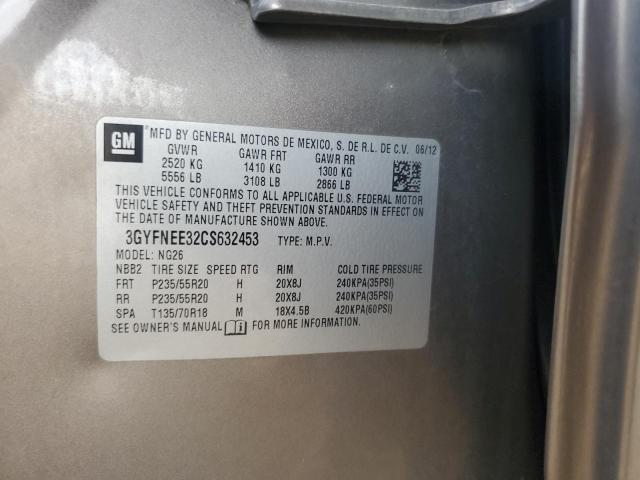 GM
MFD BY GENERAL MOTORS DE MEXICO, S. DE R.L. DE C.V. 06/12
GVWR GAWR FRT GAWR RR
2520 KG 1410 KG 1300 KG
5556 LB 3108 LB 2866 LB
THIS VEHICLE CONFORMS TO ALL APPLICABLE U.S. FEDERAL MOTOR
VEHICLE SAFETY AND THEFT PREVENTION STANDARDS IN EFFECT ON
THE DATE OF MANUFACTURE SHOWN ABOVE.
3GYFNEE32CS632453 TYPE: M.P.V.
MODEL: NG26
NBB2 TIRE SIZE SPEED RTG RIM COLD TIRE PRESSURE
FRT P235/55R20 H 20X8J 240KPA(35PSI)
RR P235/55R20 H 20X8J 240KPA(35PSI)
SPA T135/70R18 M 18X4.5B 420KPA(60PSI)
SEE OWNER'S MANUAL FOR MORE INFORMATION.